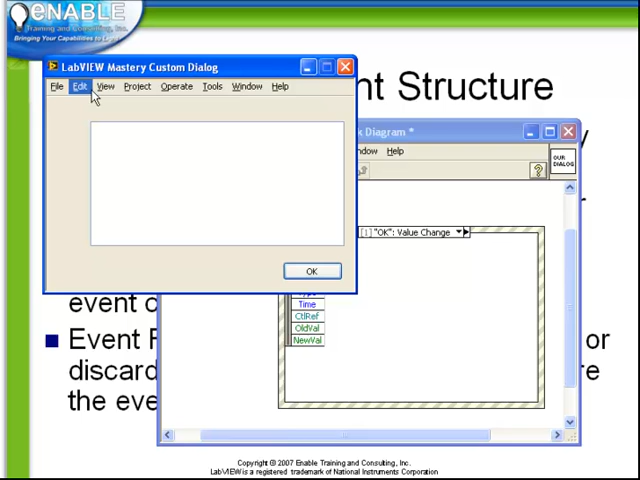 eNABLE
Training and Consulting, Inc.
Bringing Your Capabilities to Light
nt Structure
LabVIEW Mastery Custom Dialog
File Edit View Project Operate Tools Window Help
OK
k Diagram *
ndow Help
?
OUR
DIALOG
y
r
[1] "OK": Value Change
Time
CtlRef
OldVal
NewVal
event c
Event F
or
discard
re
the eve
Copyright © 2007 Enable Training and Consulting, Inc.
LabVIEW is a registered trademark of National Instruments Corporation